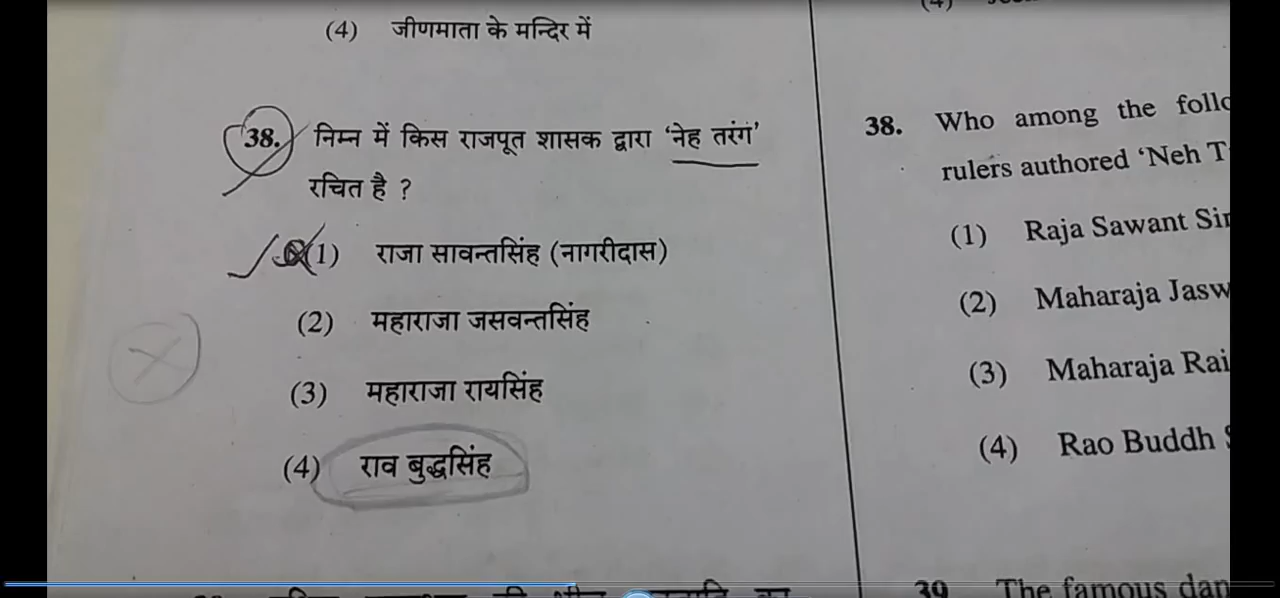 (4) जीणमाता के मन्दिर में
38. निम्न में किस राजपूत शासक द्वारा ‘नेह तरंग’
रचित है ?
(1) राजा सावन्तसिंह (नागरीदास)
(2) महाराजा जसवन्तसिंह
(3) महाराजा रायसिंह
(4) राव बुद्धसिंह
38. Who among the follo
rulers authored ‘Neh T
(1) Raja Sawant Sin
(2) Maharaja Jasw
(3) Maharaja Rai
(4) Rao Buddh S
39 The famous dan